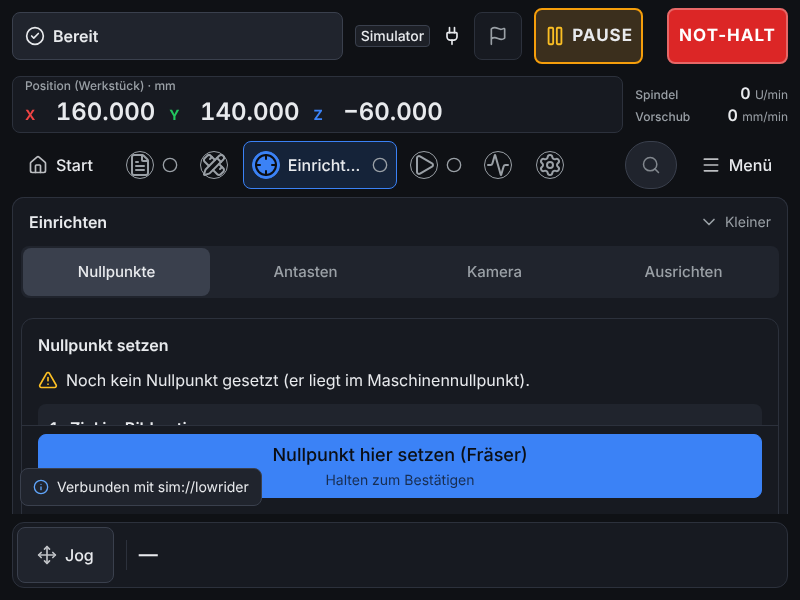 Bereit
Simulator
PAUSE
NOT-HALT
Position (Werkstück) · mm
X 160.000 Y 140.000 Z −60.000
Spindel 0 U/min
Vorschub 0 mm/min
Start
Einricht…
Menü
Einrichten
Kleiner
Nullpunkte
Antasten
Kamera
Ausrichten
Nullpunkt setzen
Noch kein Nullpunkt gesetzt (er liegt im Maschinennullpunkt).
Nullpunkt hier setzen (Fräser)
Halten zum Bestätigen
Verbunden mit sim://lowrider
Jog
—